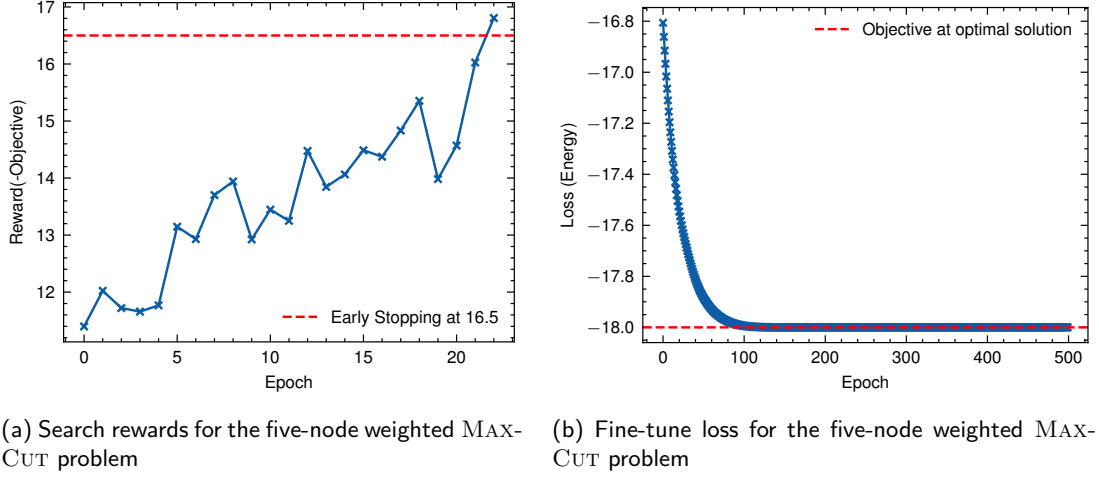 17
16
15
14
13
12
0
5
10
15
20
Reward(-Objective)
Epoch
Early Stopping at 16.5
−16.8
−17.0
−17.2
−17.4
−17.6
−17.8
−18.0
0
100
200
300
400
500
Loss (Energy)
Epoch
Objective at optimal solution
(a) Search rewards for the five-node weighted MAX-
CUT problem
(b) Fine-tune loss for the five-node weighted MAX-
CUT problem